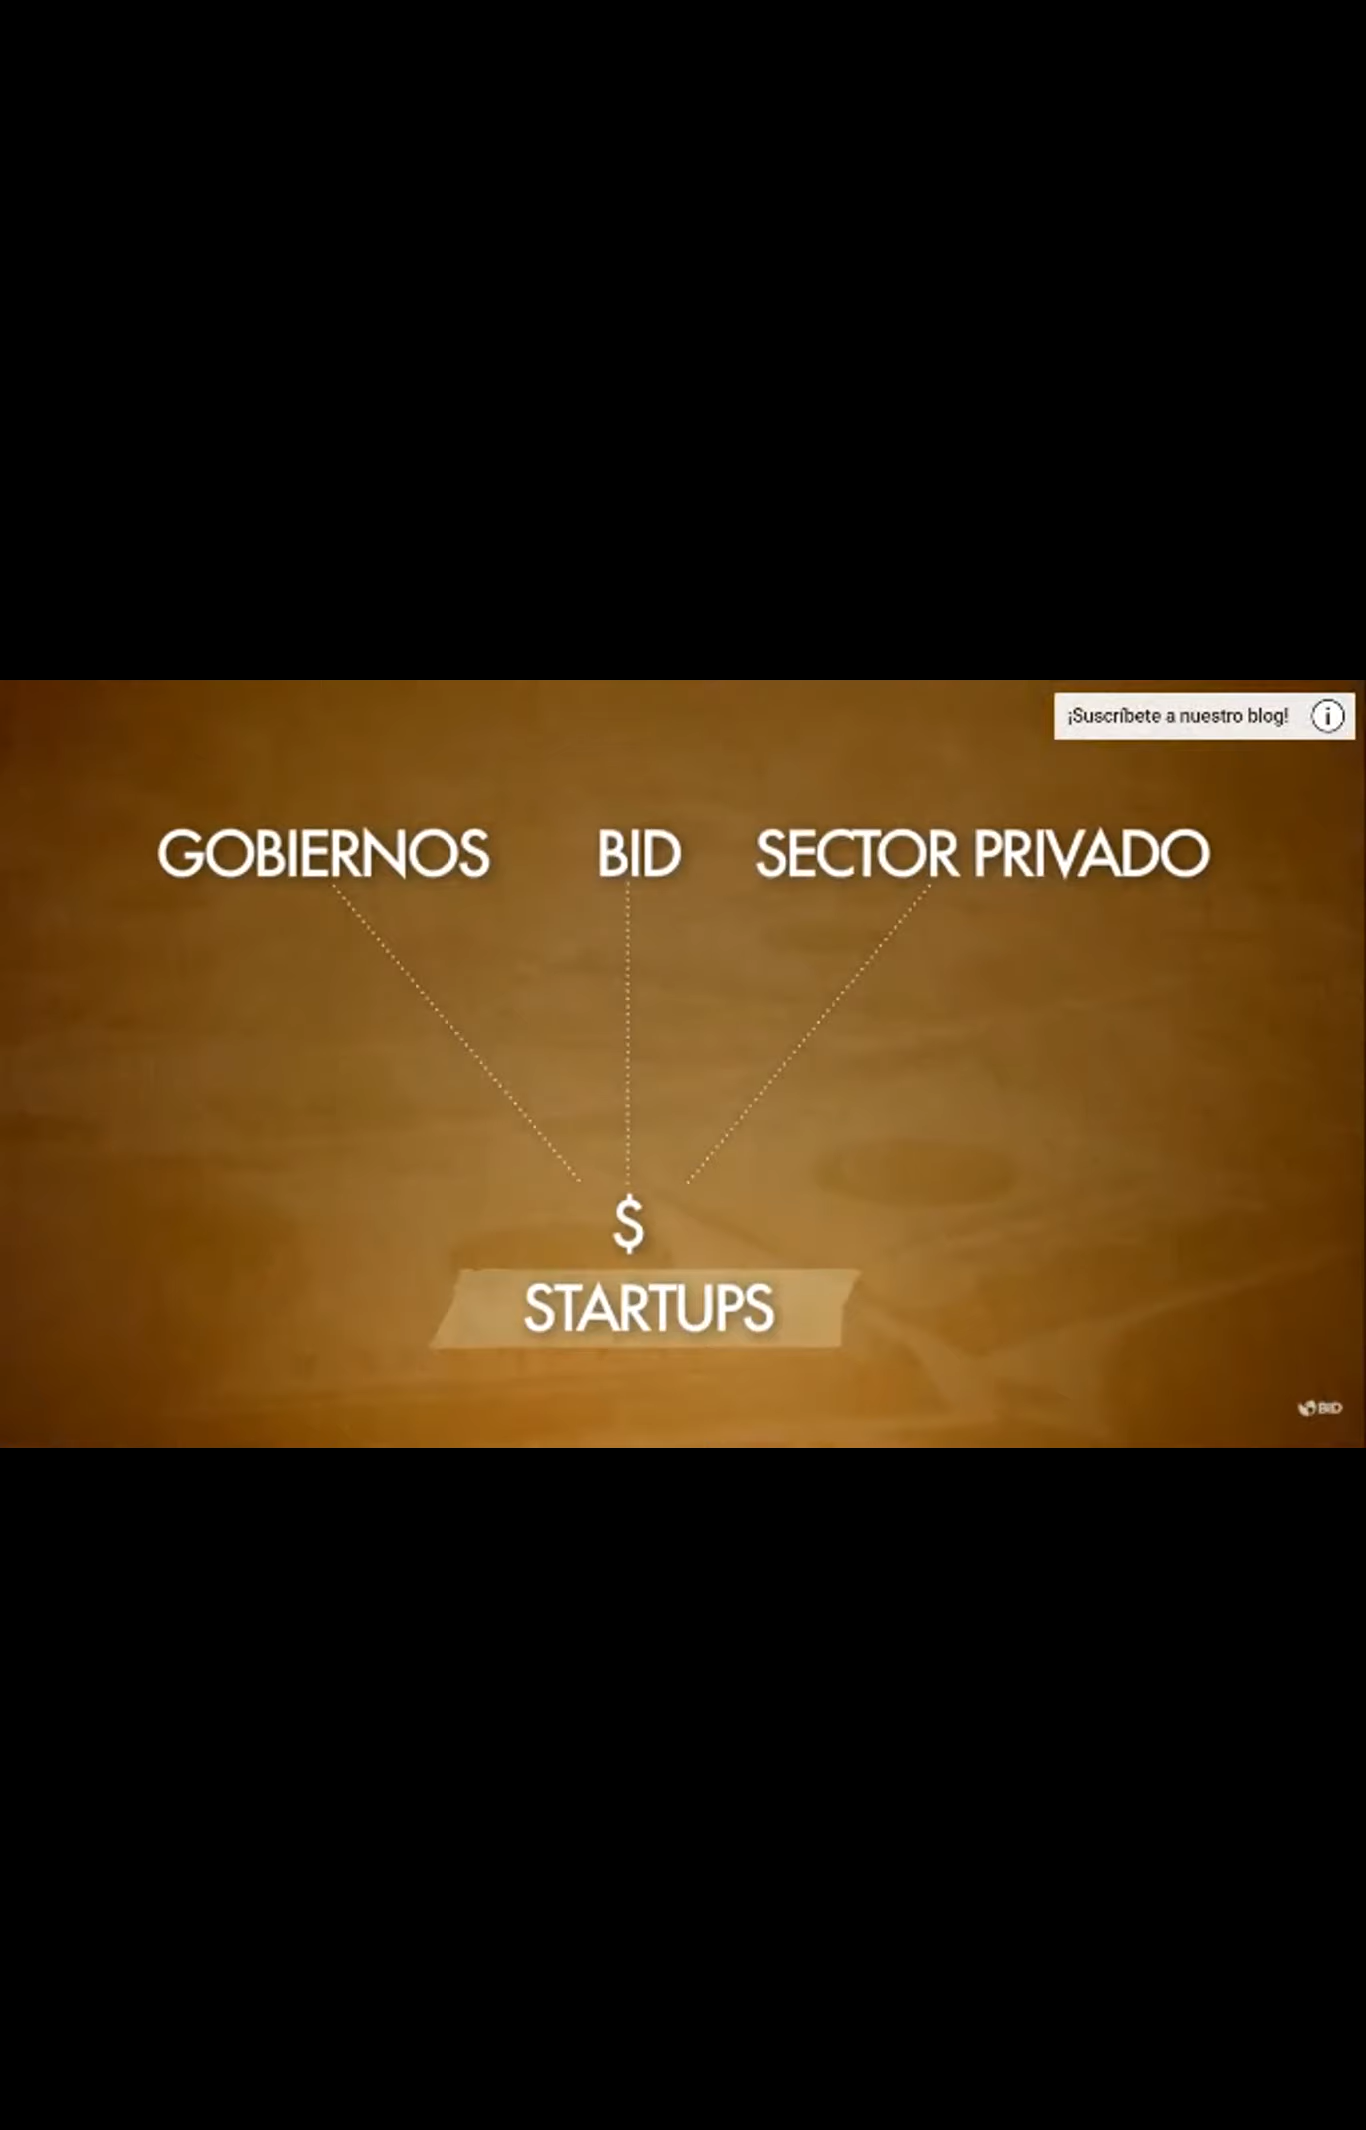 ¡Suscríbete a nuestro blog!
GOBIERNOS BID SECTOR PRIVADO
$
STARTUPS
BID